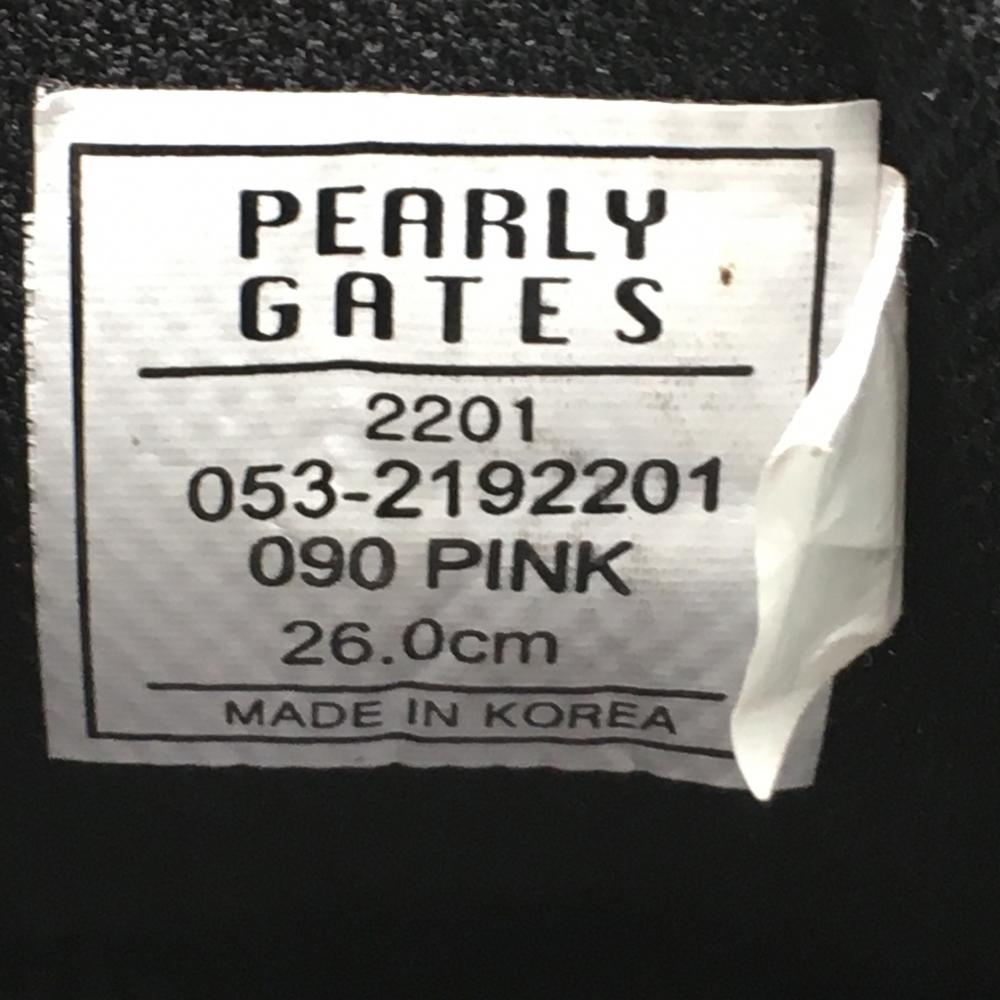 PEARLY
GATES
2201
053-2192201
090 PINK
26.0cm
MADE IN KOREA